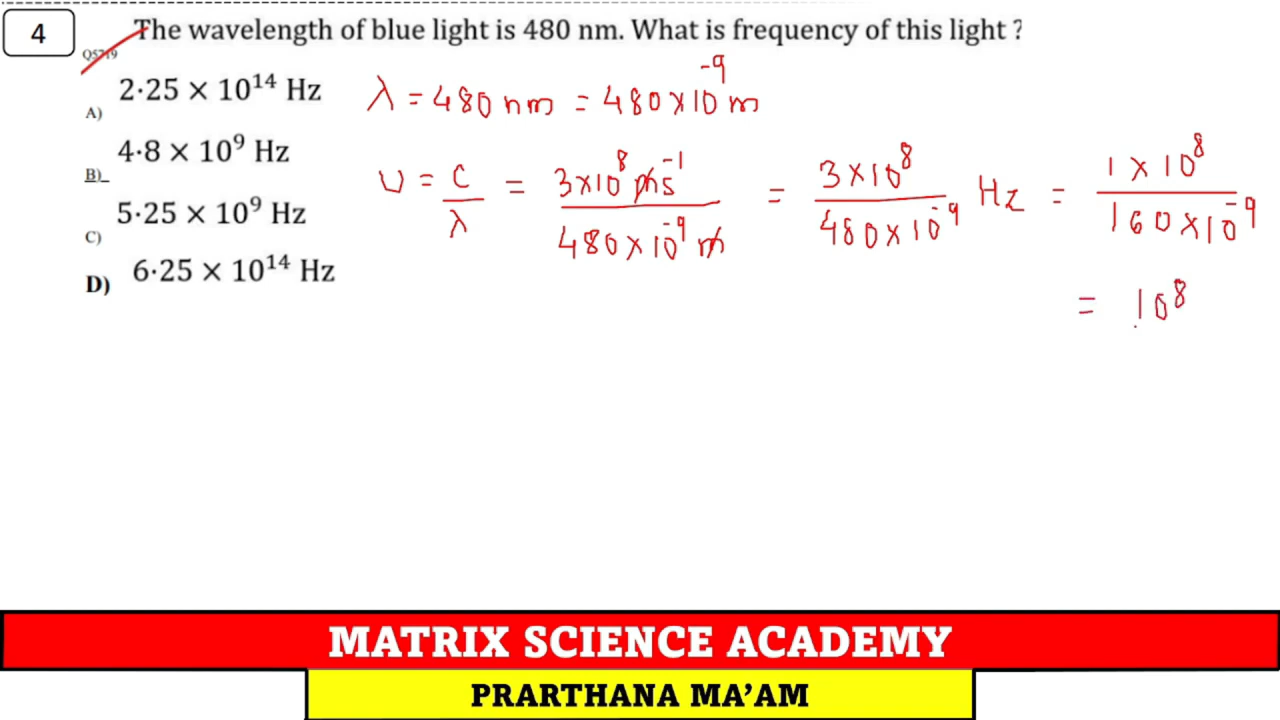 4 The wavelength of blue light is 480 nm. What is frequency of this light ?
Q5719
A) 2·25 × 10¹⁴ Hz
λ = 480 nm = 480×10⁻⁹ m
B) 4·8 × 10⁹ Hz
υ = c/λ = 3×10⁸ ms⁻¹ / 480×10⁻⁹ m = 3×10⁸ / 480×10⁻⁹ Hz = 1×10⁸ / 160×10⁻⁹
C) 5·25 × 10⁹ Hz
D) 6·25 × 10¹⁴ Hz
= 10⁸
MATRIX SCIENCE ACADEMY
PRARTHANA MA’AM